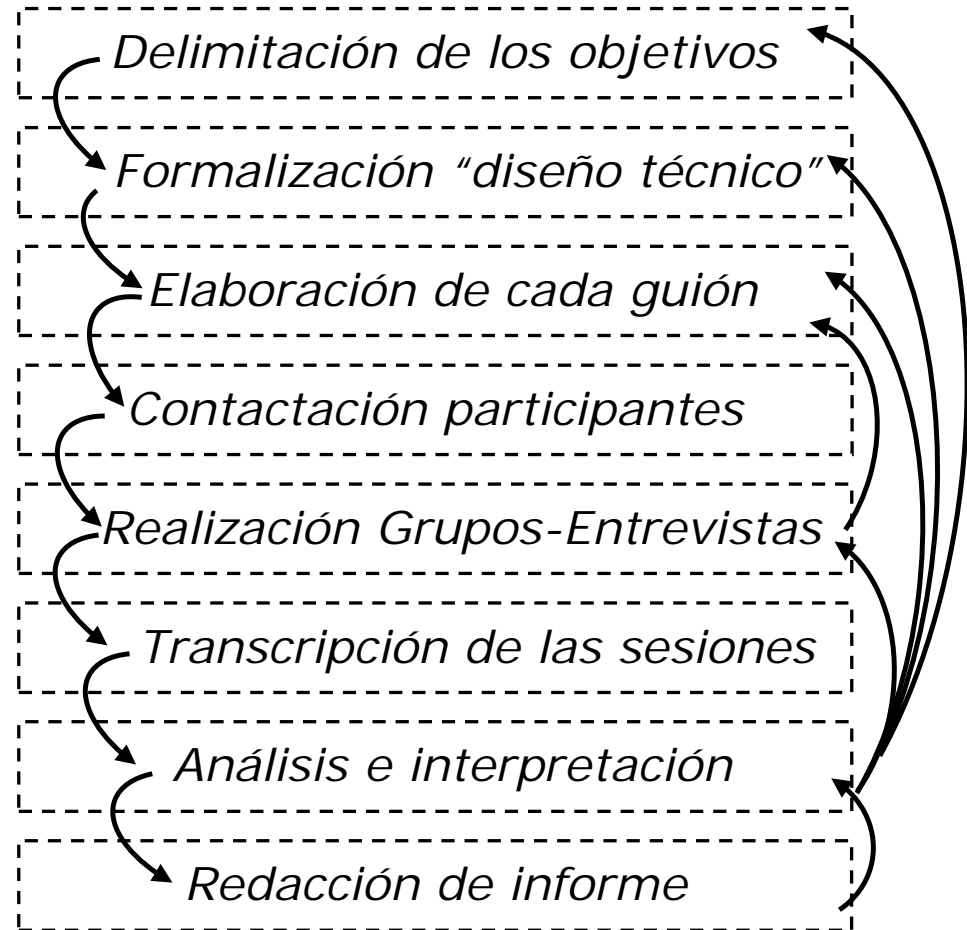 Delimitación de los objetivos
Formalización “diseño técnico”
Elaboración de cada guión
Contactación participantes
Realización Grupos-Entrevistas
Transcripción de las sesiones
Análisis e interpretación
Redacción de informe